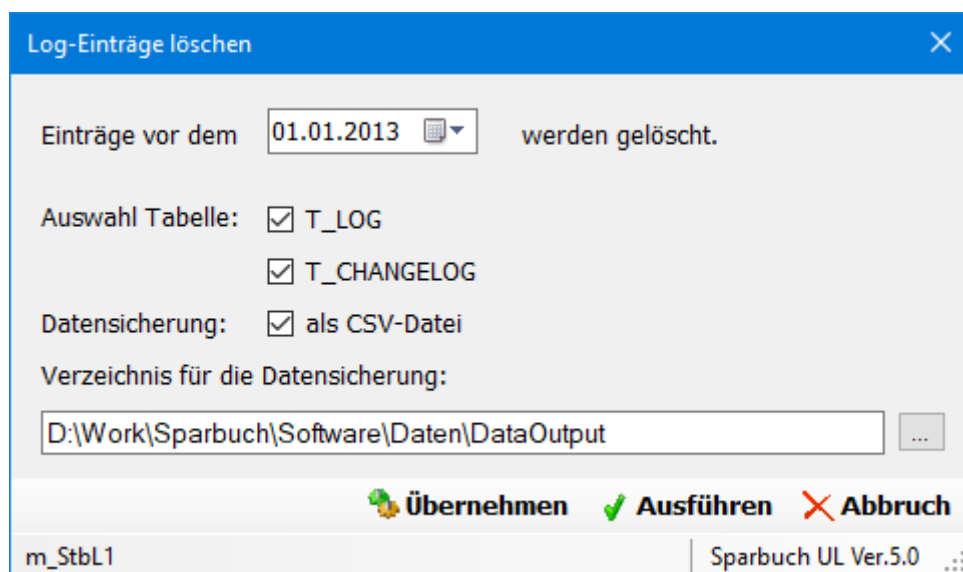 Log-Einträge löschen
Einträge vor dem 01.01.2013 werden gelöscht.
Auswahl Tabelle: T_LOG
T_CHANGELOG
Datensicherung: als CSV-Datei
Verzeichnis für die Datensicherung:
D:\Work\Sparbuch\Software\Daten\DataOutput ...
Übernehmen Ausführen Abbruch
m_StbL1 Sparbuch UL Ver.5.0